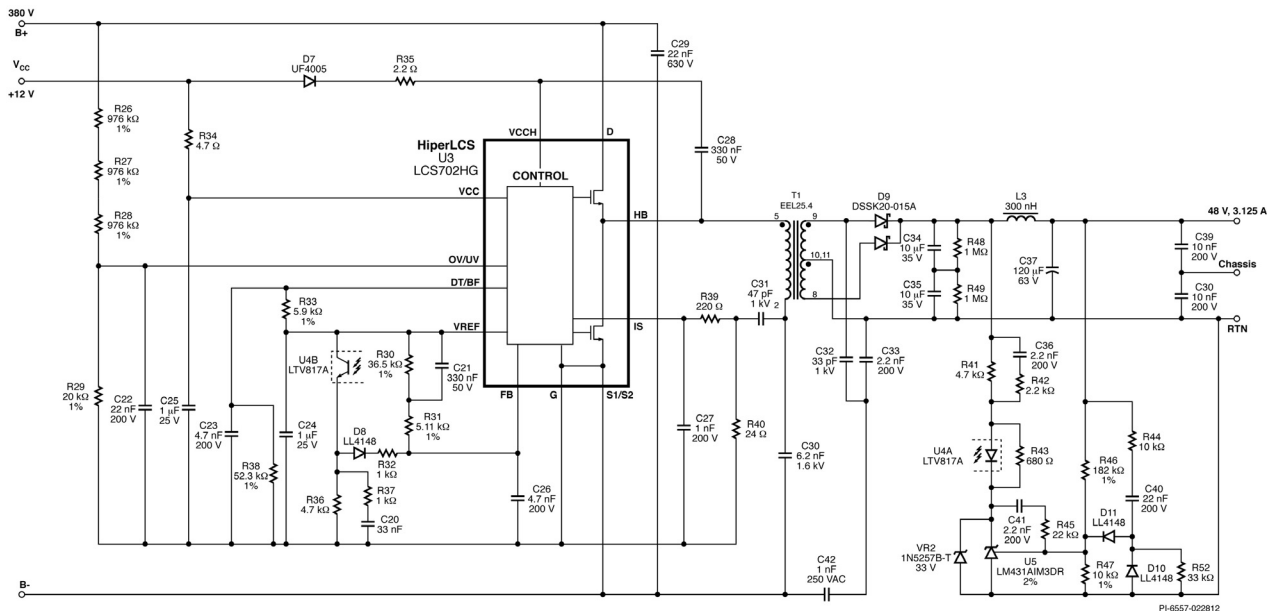 380 V
B+
VCC
+12 V
D7
UF4005
R35
2.2 Ω
C29
22 nF
630 V
R26
976 kΩ
1%
R34
4.7 Ω
R27
976 kΩ
1%
R28
976 kΩ
1%
HiperLCS
U3
LCS702HG
VCCH
D
CONTROL
VCC
HB
OV/UV
DT/BF
VREF
IS
FB
G
S1/S2
C28
330 nF
50 V
T1
EEL25.4
5
9
10,11
2
8
D9
DSSK20-015A
L3
300 nH
48 V, 3.125 A
C34
10 µF
35 V
R48
1 MΩ
C35
10 µF
35 V
R49
1 MΩ
C37
120 µF
63 V
C39
10 nF
200 V
Chassis
C30
10 nF
200 V
RTN
R33
5.9 kΩ
1%
U4B
LTV817A
R30
36.5 kΩ
1%
C21
330 nF
50 V
R31
5.11 kΩ
1%
D8
LL4148
R32
1 kΩ
R29
20 kΩ
1%
C22
22 nF
200 V
C25
1 µF
25 V
C23
4.7 nF
200 V
R38
52.3 kΩ
1%
C24
1 µF
25 V
R36
4.7 kΩ
R37
1 kΩ
C20
33 nF
C26
4.7 nF
200 V
R39
220 Ω
C31
47 pF
1 kV
C27
1 nF
200 V
R40
24 Ω
C30
6.2 nF
1.6 kV
C32
33 pF
1 kV
C33
2.2 nF
200 V
R41
4.7 kΩ
C36
2.2 nF
200 V
R42
2.2 kΩ
U4A
LTV817A
R43
680 Ω
R46
182 kΩ
1%
R44
10 kΩ
C40
22 nF
200 V
C41
2.2 nF
200 V
R45
22 kΩ
D11
LL4148
VR2
1N5257B-T
33 V
U5
LM431AIM3DR
2%
R47
10 kΩ
1%
D10
LL4148
R52
33 kΩ
C42
1 nF
250 VAC
B-
PI-6557-022812